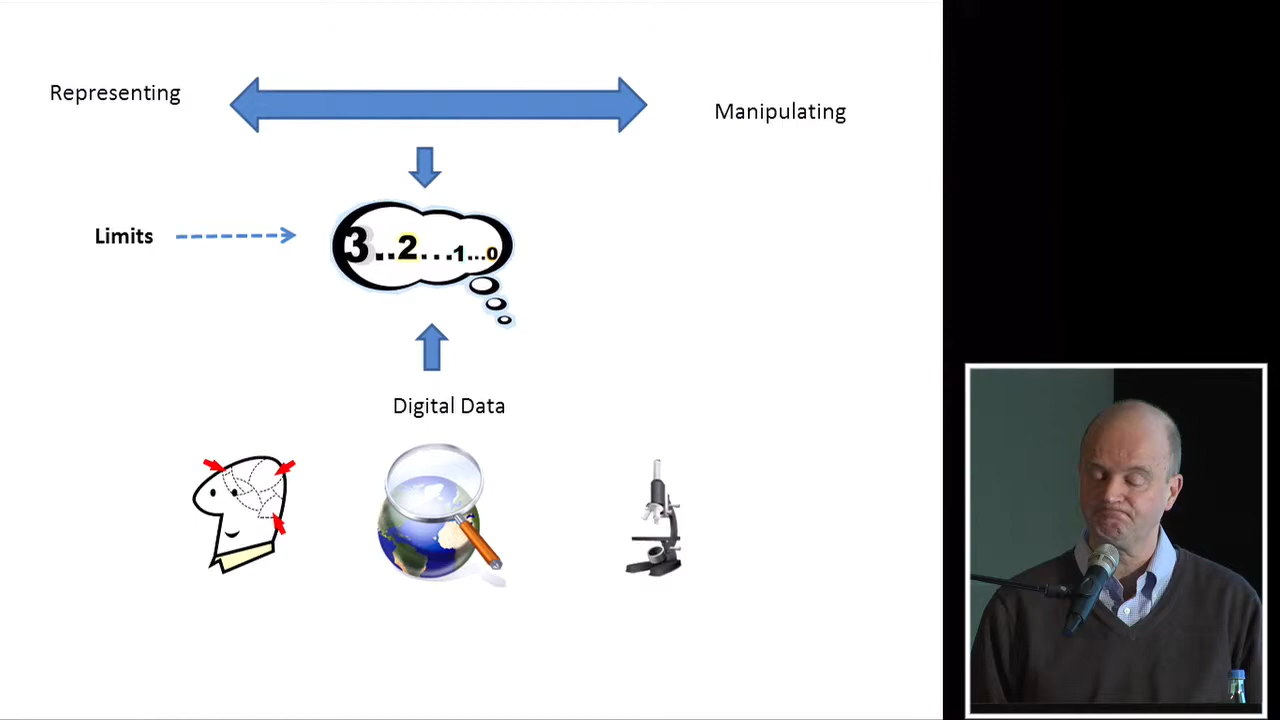 Representing
Manipulating
Limits
3..2...1...0
Digital Data